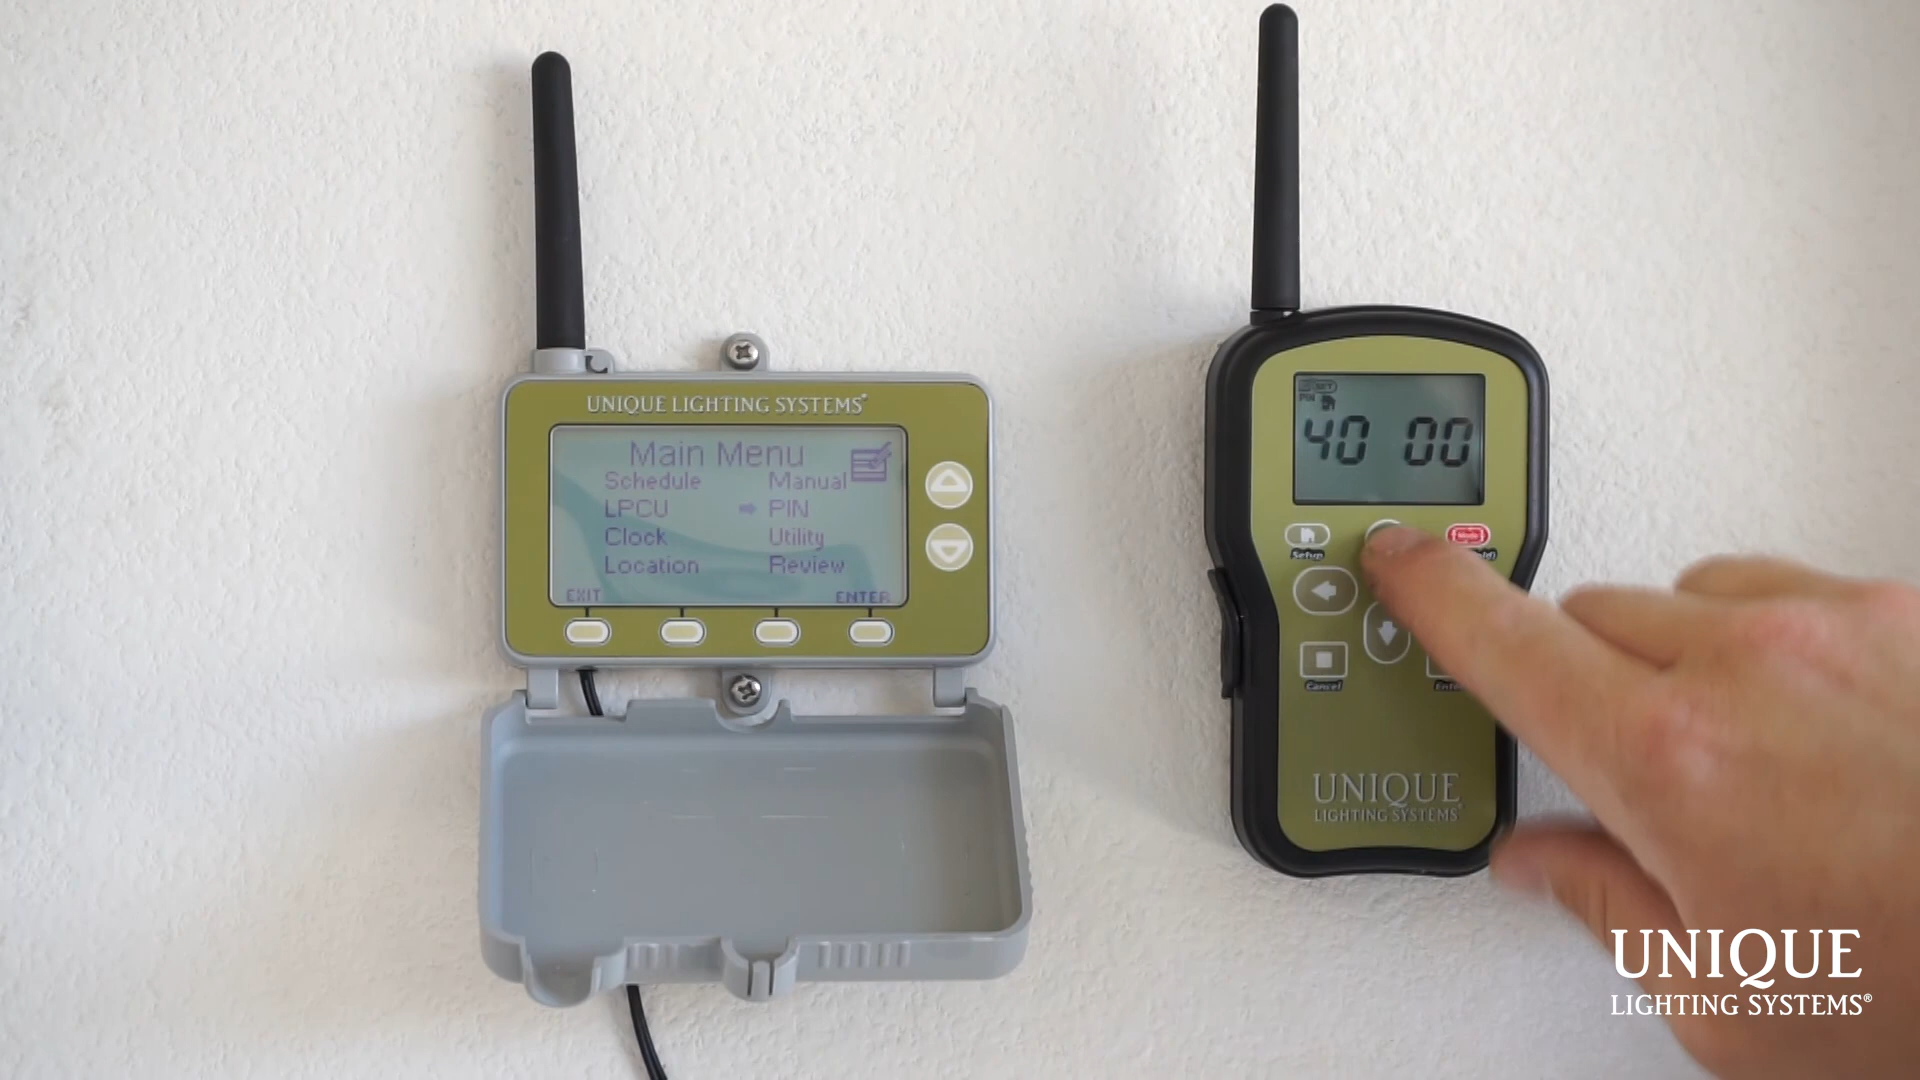 UNIQUE LIGHTING SYSTEMS®
Main Menu
Schedule Manual
LPCU PIN
Clock Utility
Location Review
EXIT ENTER
SET
PIN
40 00
Setup
Cancel
UNIQUE
LIGHTING SYSTEMS®
UNIQUE
LIGHTING SYSTEMS®